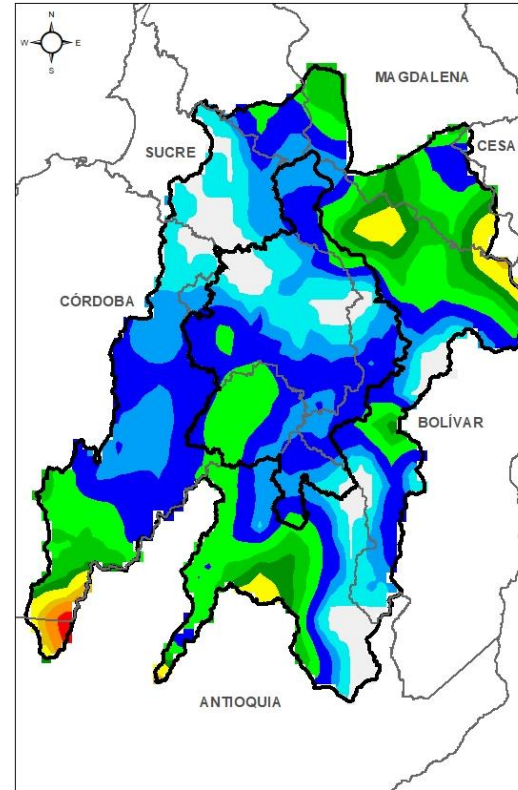 N
W E
S
MAGDALENA
SUCRE
CESA
CÓRDOBA
BOLÍVAR
ANTIOQUIA